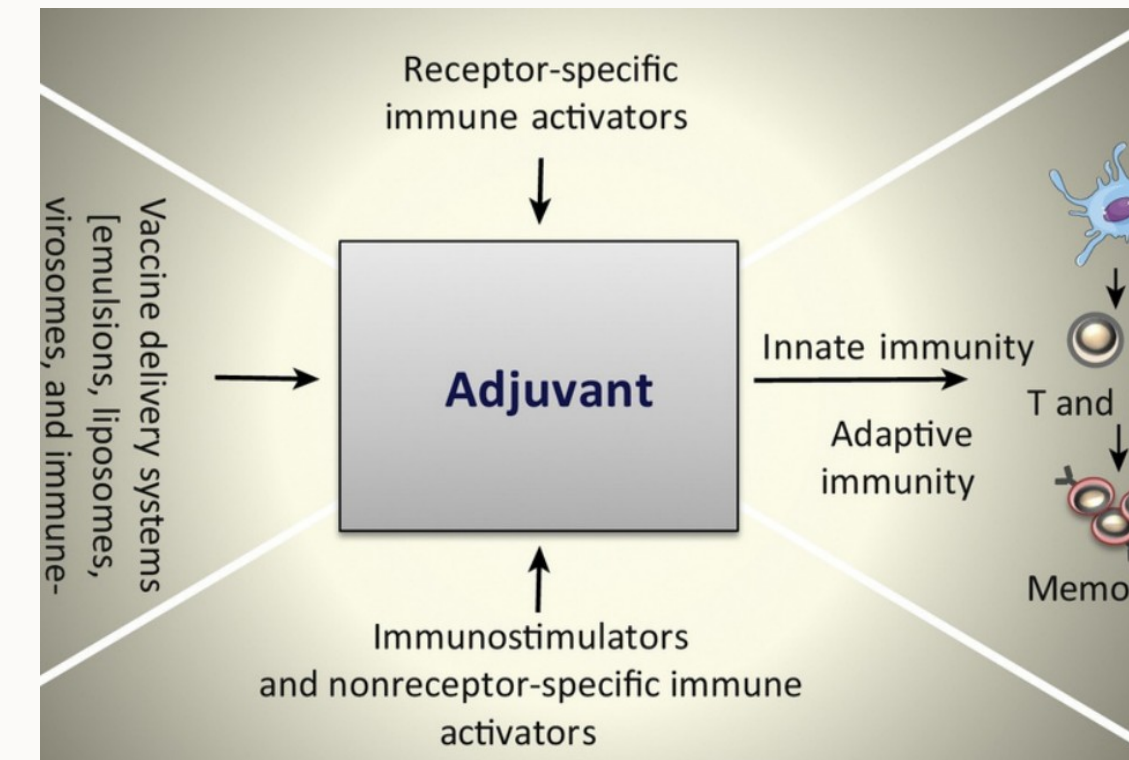 Receptor-specific
immune activators
Vaccine delivery systems
[emulsions, liposomes,
virosomes, and immune-
Adjuvant
Innate immunity
Adaptive
immunity
T and
Immunostimulators
and nonreceptor-specific immune
activators